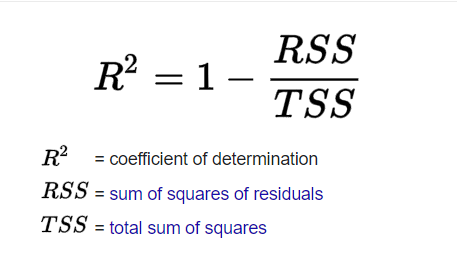 R² = 1 − RSS / TSS
R² = coefficient of determination
RSS = sum of squares of residuals
TSS = total sum of squares